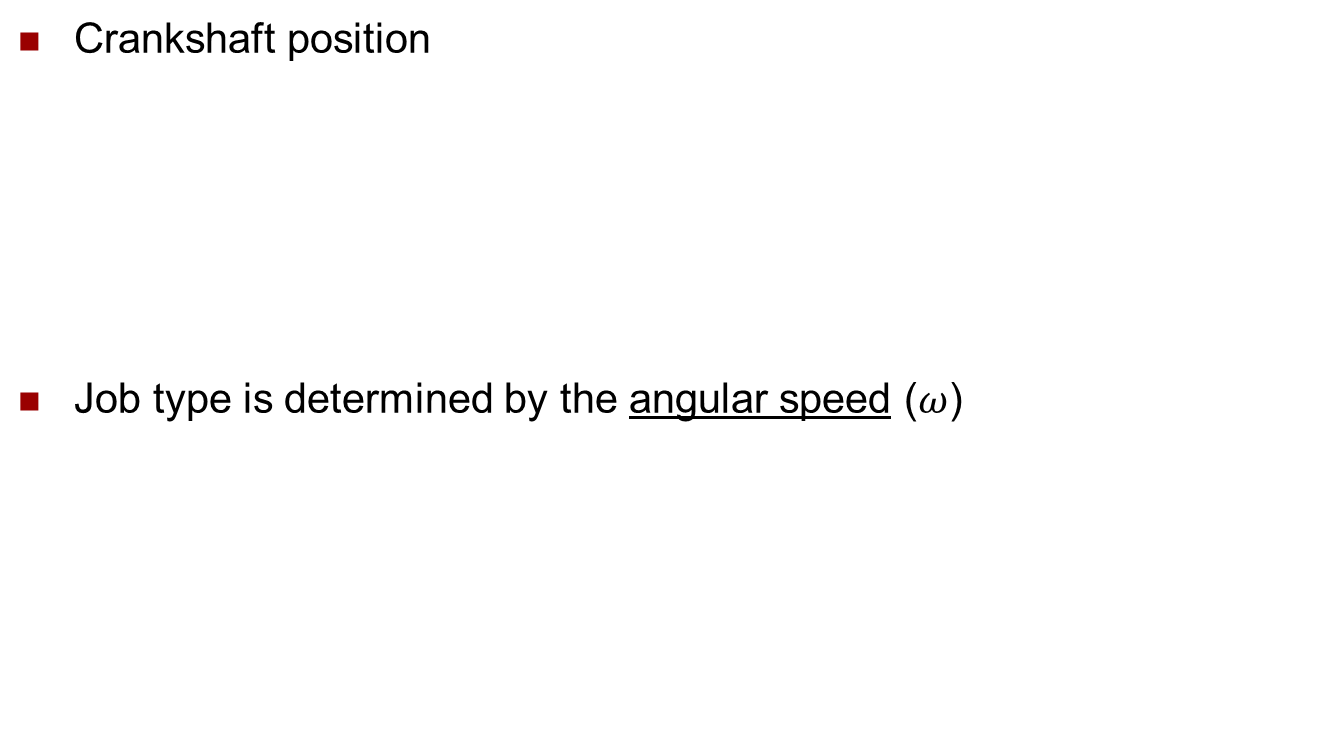 ■ Crankshaft position
■ Job type is determined by the angular speed (ω)